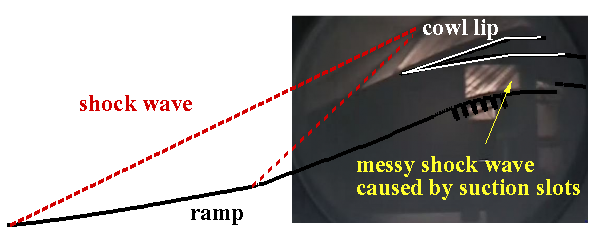 cowl lip
shock wave
messy shock wave
caused by suction slots
ramp